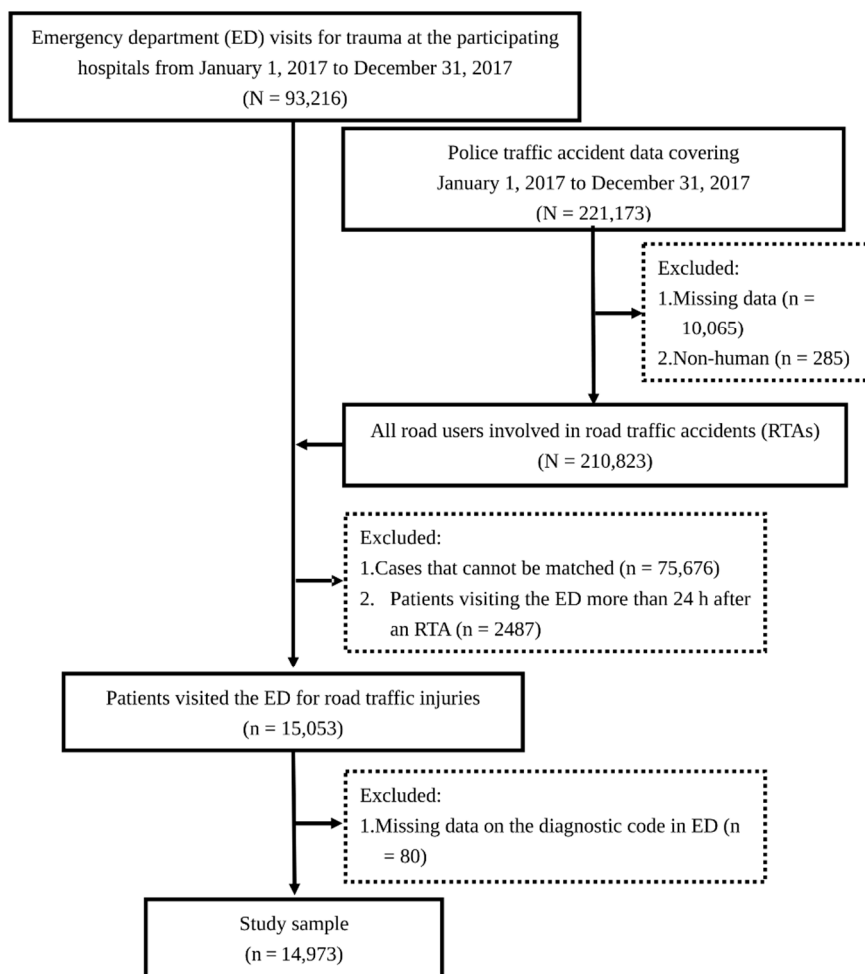 Emergency department (ED) visits for trauma at the participating
hospitals from January 1, 2017 to December 31, 2017
(N = 93,216)
Police traffic accident data covering
January 1, 2017 to December 31, 2017
(N = 221,173)
Excluded:
1.Missing data (n =
10,065)
2.Non-human (n = 285)
All road users involved in road traffic accidents (RTAs)
(N = 210,823)
Excluded:
1.Cases that cannot be matched (n = 75,676)
2. Patients visiting the ED more than 24 h after
an RTA (n = 2487)
Patients visited the ED for road traffic injuries
(n = 15,053)
Excluded:
1.Missing data on the diagnostic code in ED (n
= 80)
Study sample
(n = 14,973)